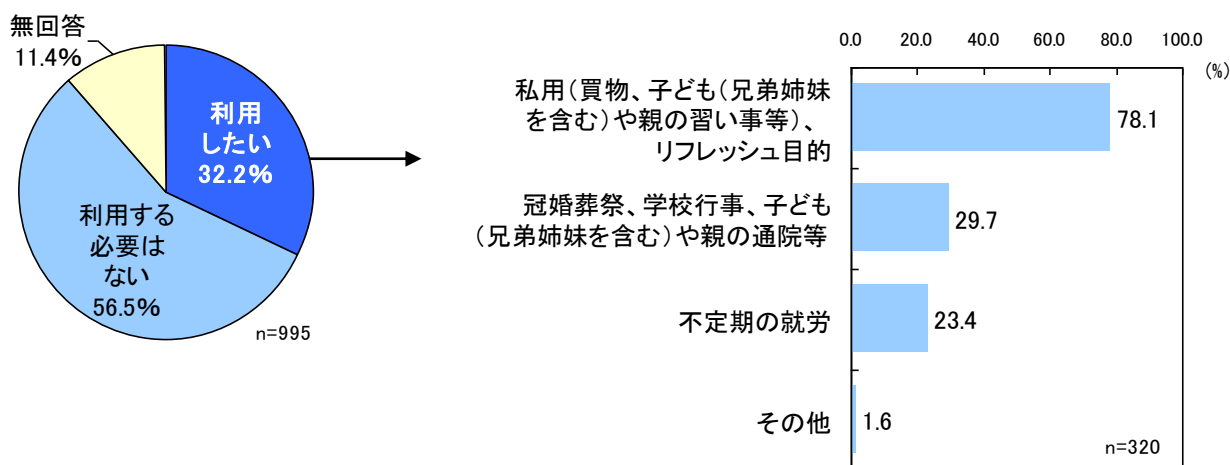 無回答
11.4%
利用
したい
32.2%
利用する
必要は
ない
56.5%
n=995
0.0 20.0 40.0 60.0 80.0 100.0
(%)
私用(買物、子ども(兄弟姉妹
を含む)や親の習い事等)、
リフレッシュ目的
78.1
冠婚葬祭、学校行事、子ども
(兄弟姉妹を含む)や親の通院等
29.7
不定期の就労
23.4
その他
1.6
n=320